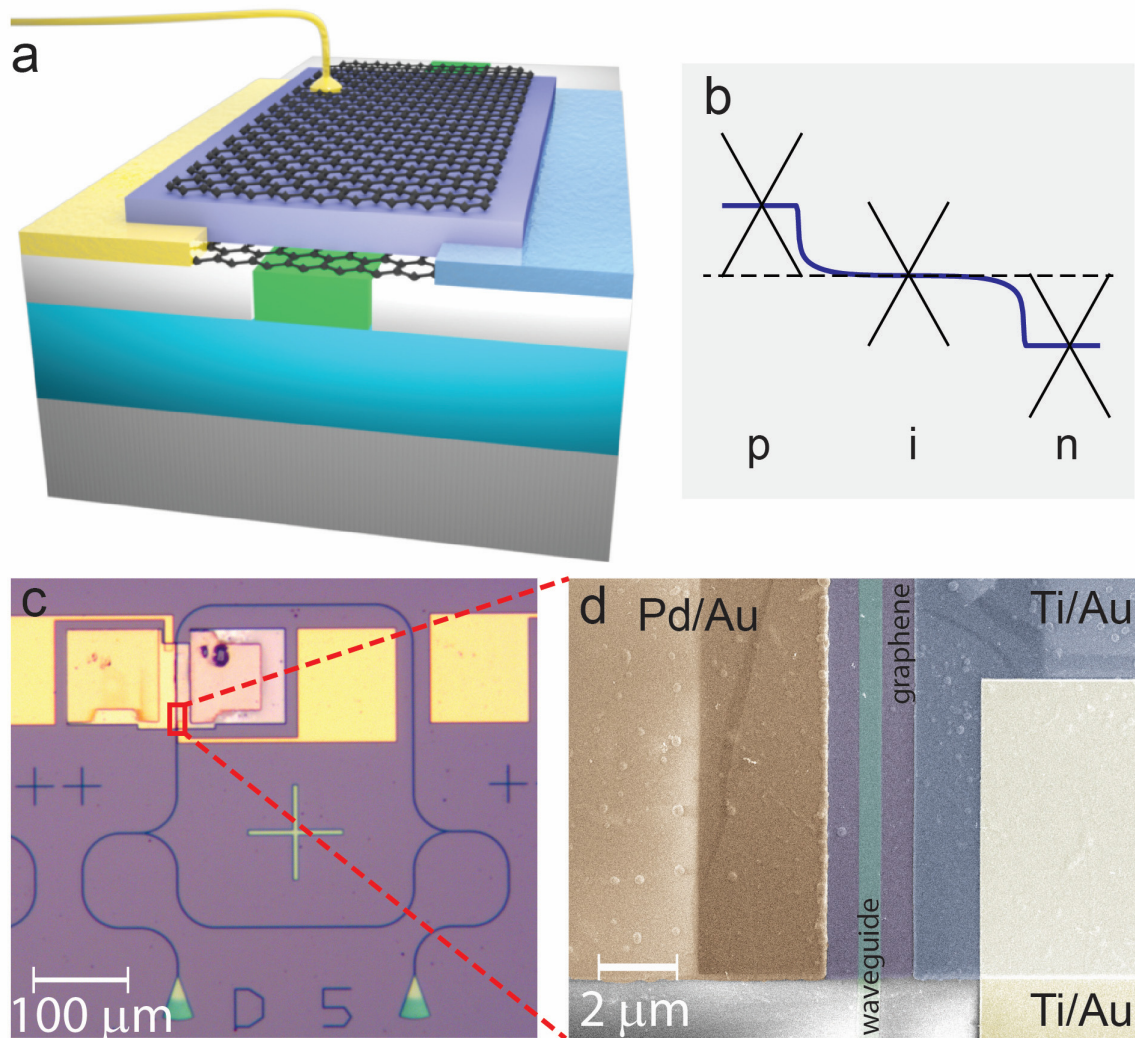 a
b
p i n
c
D 5
100 μm
d
Pd/Au
graphene
Ti/Au
waveguide
2 μm
Ti/Au